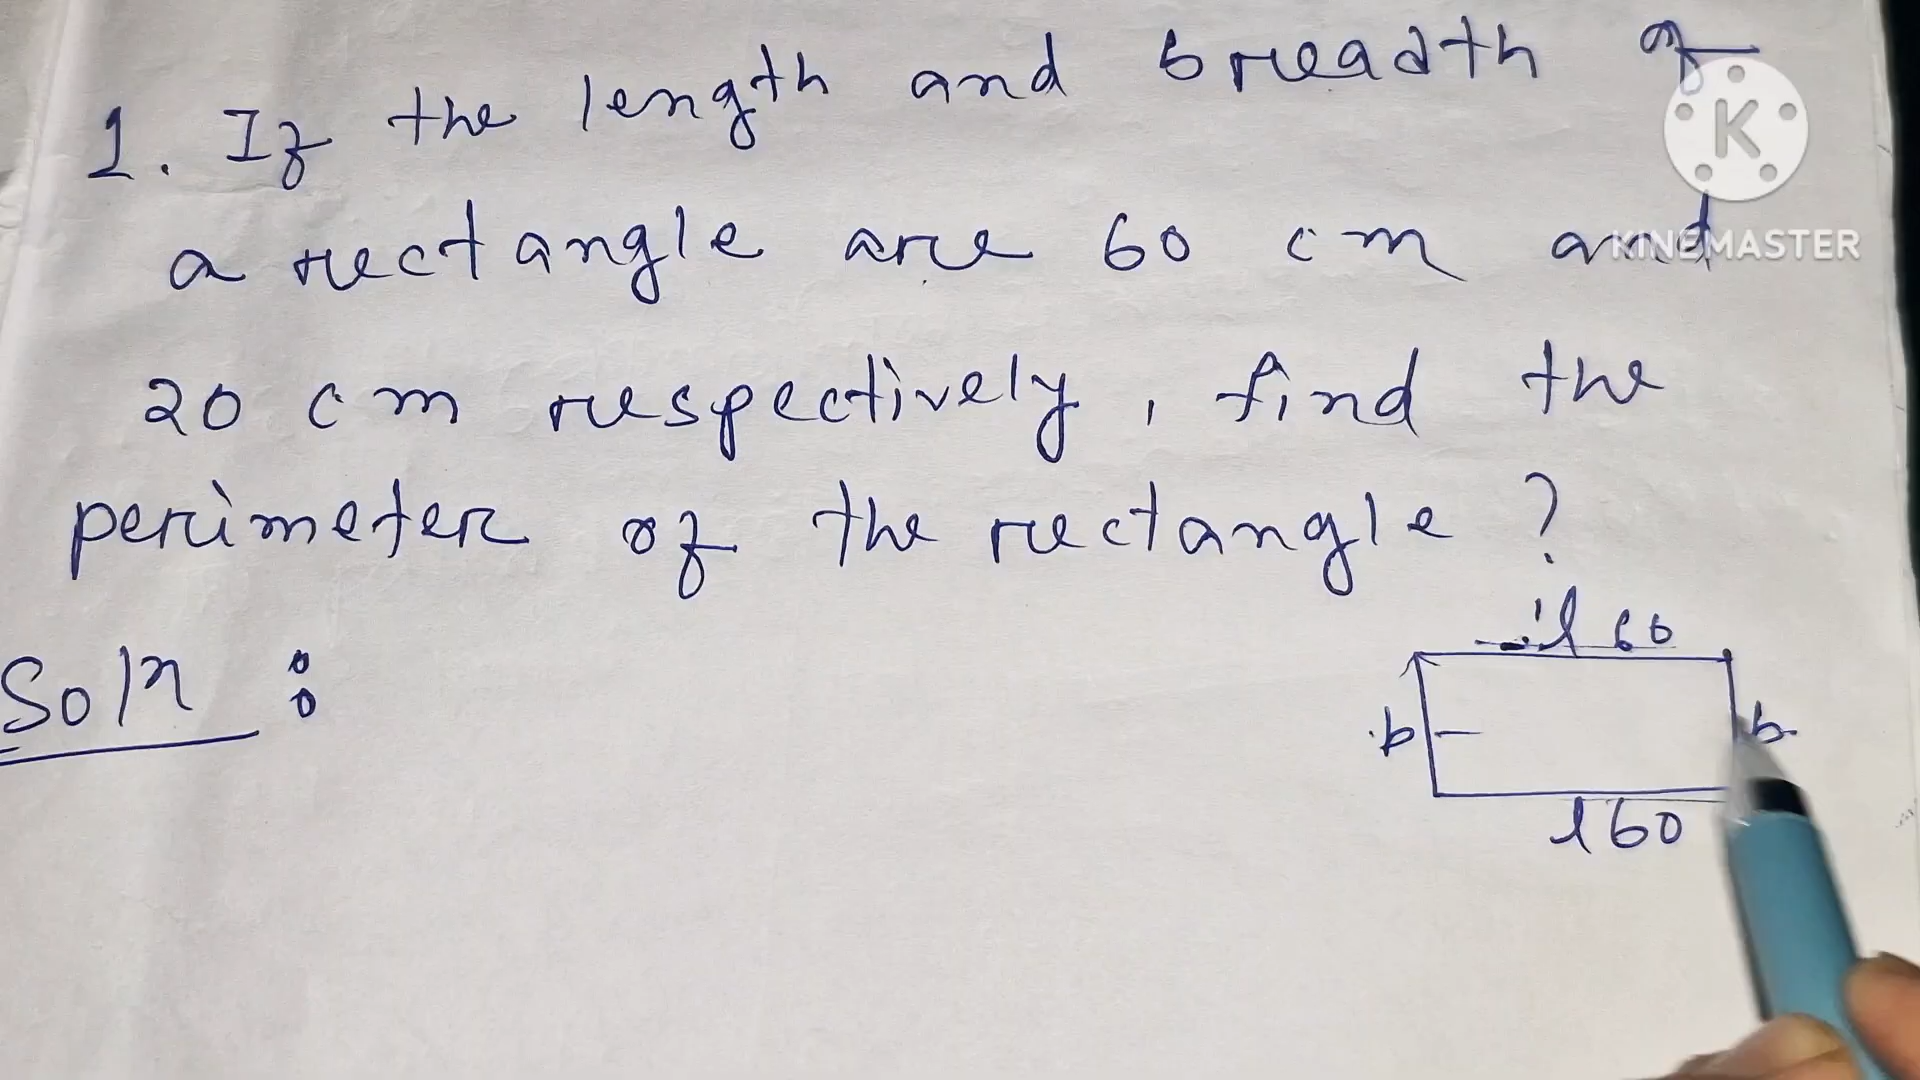 1. If the length and breadth of
a rectangle are 60 cm and
20 cm respectively, find the
perimeter of the rectangle ?
Soln :
l 60
b b
l 60
K
KINEMASTER